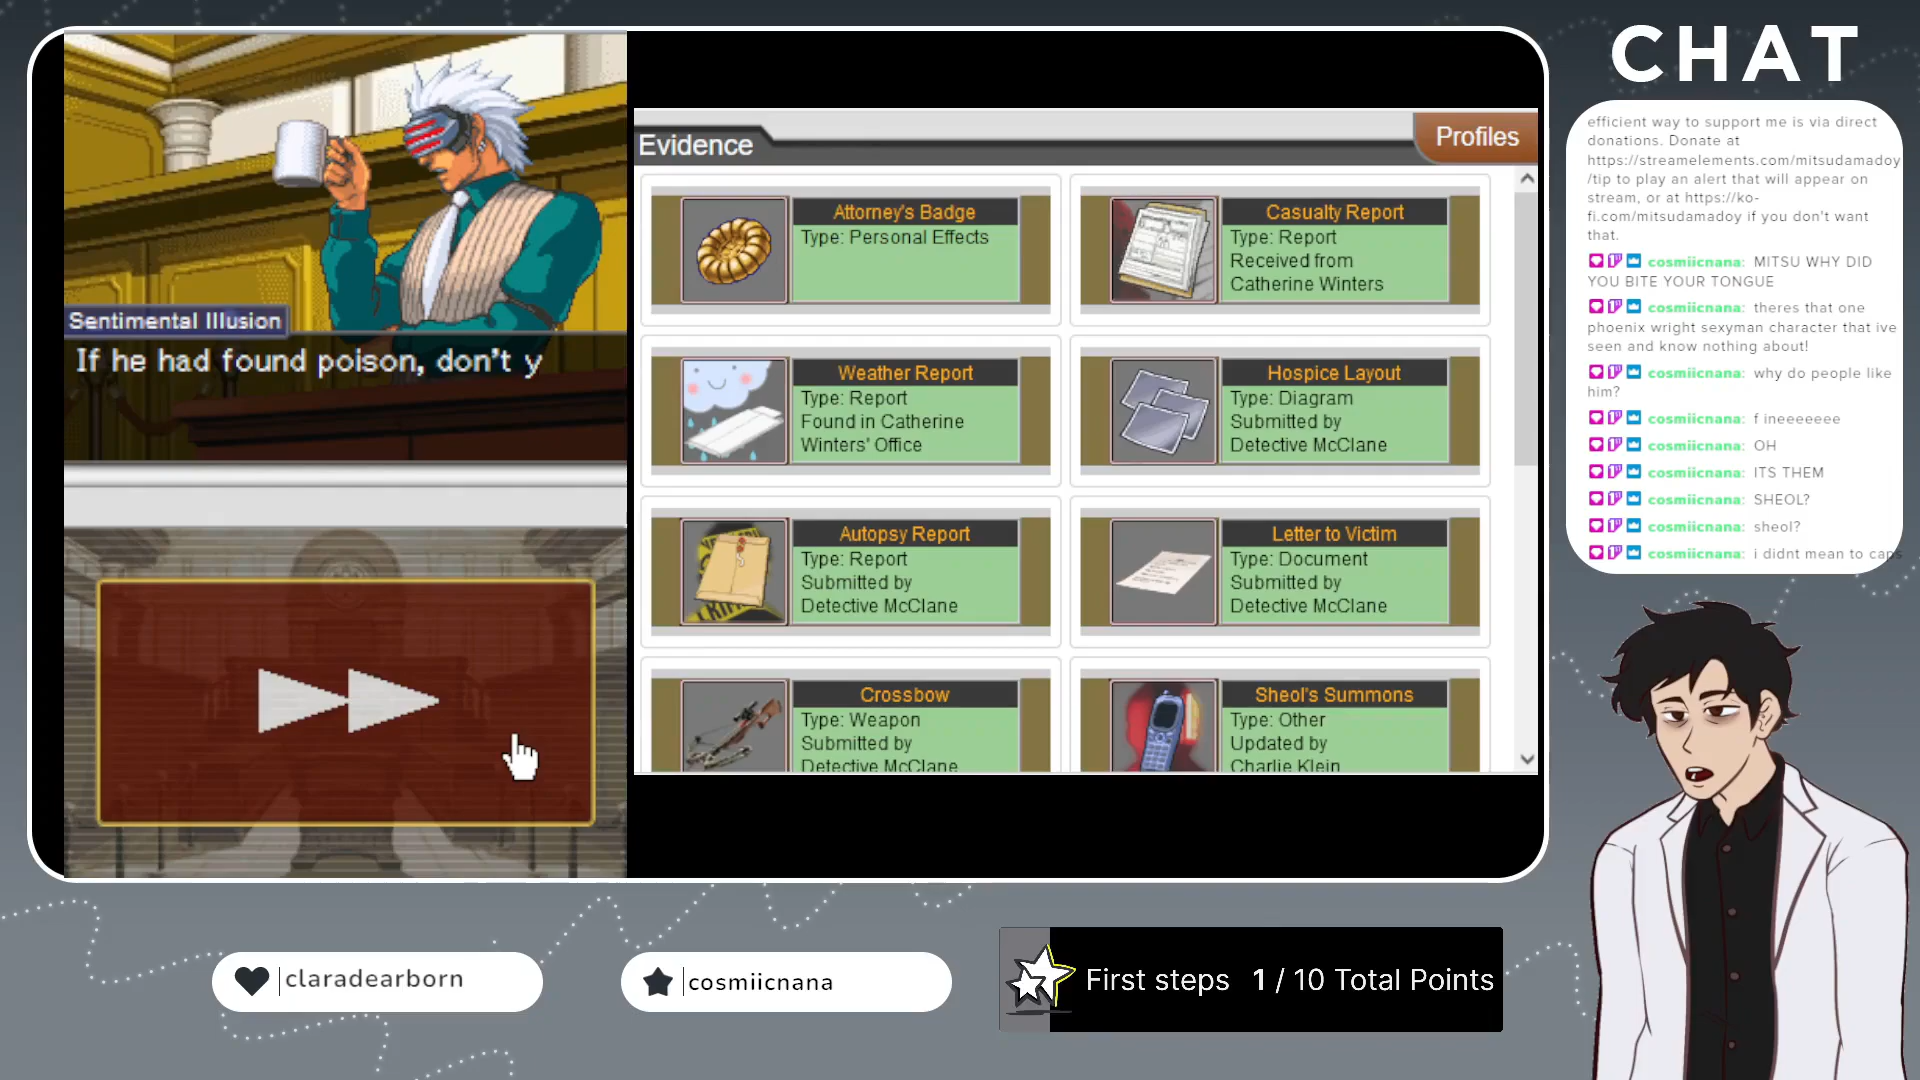 Sentimental Illusion
If he had found poison, don't y
Evidence
Profiles
Attorney's Badge
Type: Personal Effects
Casualty Report
Type: Report
Received from
Catherine Winters
Weather Report
Type: Report
Found in Catherine
Winters' Office
Hospice Layout
Type: Diagram
Submitted by
Detective McClane
Autopsy Report
Type: Report
Submitted by
Detective McClane
Letter to Victim
Type: Document
Submitted by
Detective McClane
Crossbow
Type: Weapon
Submitted by
Detective McClane
Sheol's Summons
Type: Other
Updated by
Charlie Klein
CHAT
efficient way to support me is via direct
donations. Donate at
https://streamelements.com/mitsudamadoy
/tip to play an alert that will appear on
stream, or at https://ko-
fi.com/mitsudamadoy if you don't want
that.
cosmiicnana: MITSU WHY DID
YOU BITE YOUR TONGUE
cosmiicnana: theres that one
phoenix wright sexyman character that ive
seen and know nothing about!
cosmiicnana: why do people like
him?
cosmiicnana: f ineeeeeee
cosmiicnana: OH
cosmiicnana: ITS THEM
cosmiicnana: SHEOL?
cosmiicnana: sheol?
cosmiicnana: i didnt mean to caps
claradearborn
cosmiicnana
First steps 1 / 10 Total Points